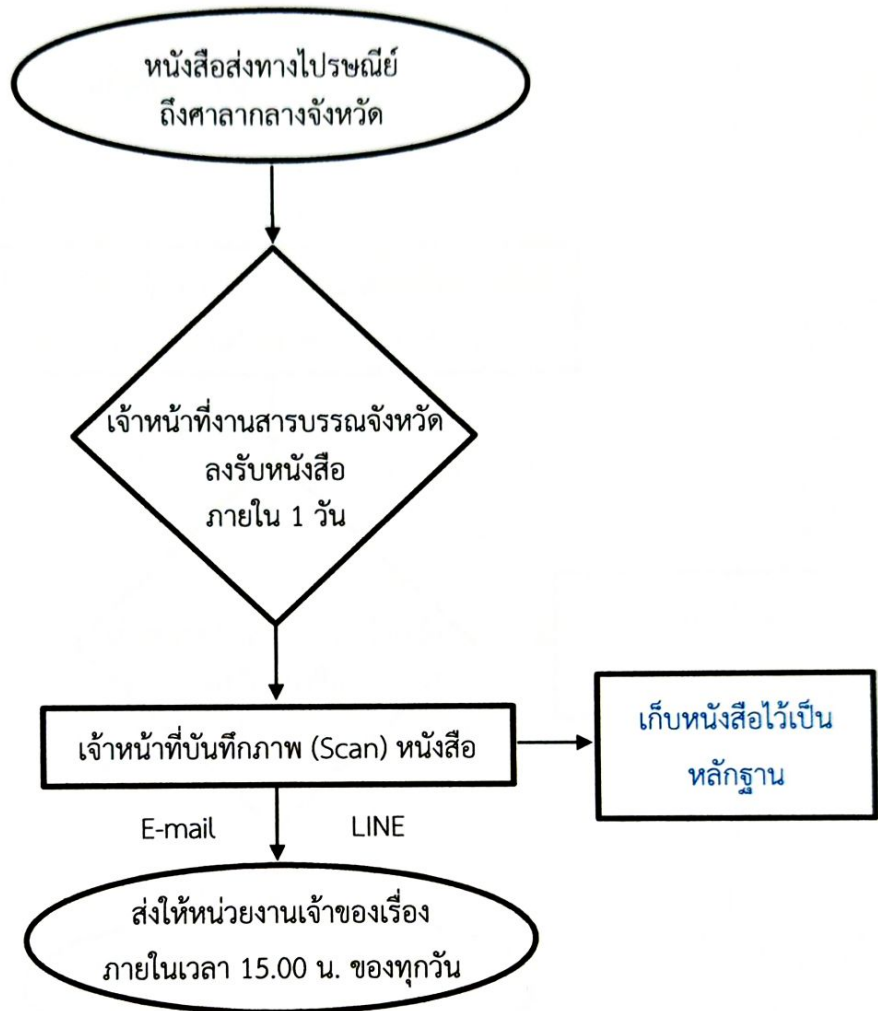 หนังสือส่งทางไปรษณีย์
ถึงศาลากลางจังหวัด
เจ้าหน้าที่งานสารบรรณจังหวัด
ลงรับหนังสือ
ภายใน 1 วัน
เจ้าหน้าที่บันทึกภาพ (Scan) หนังสือ
เก็บหนังสือไว้เป็น
หลักฐาน
E-mail LINE
ส่งให้หน่วยงานเจ้าของเรื่อง
ภายในเวลา 15.00 น. ของทุกวัน